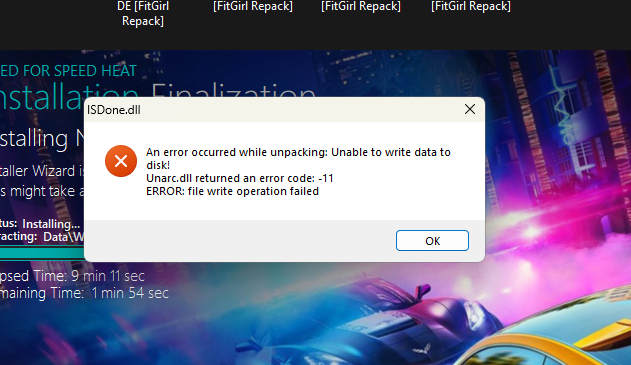 DE [FitGirl Repack]
[FitGirl Repack]
[FitGirl Repack]
[FitGirl Repack]
ED FOR SPEED HEAT
nstallation Finalization
ISDone.dll
stalling N
An error occurred while unpacking: Unable to write data to
disk!
Unarc.dll returned an error code: -11
ERROR: file write operation failed
taller Wizard is
s might take a
tus: Installing...
racting: Data\W
OK
psed Time: 9 min 11 sec
maining Time: 1 min 54 sec